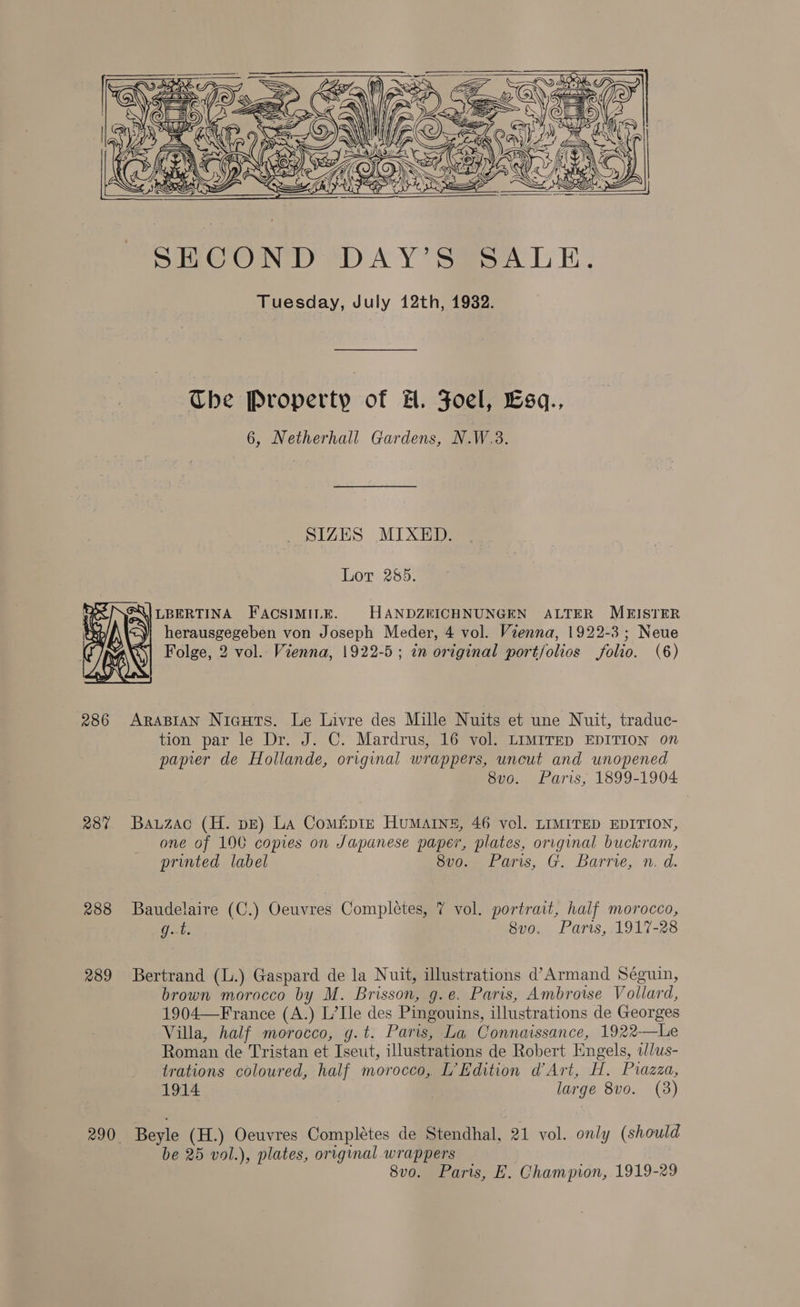 SECOND DAY'S SALE.
Tuesday, July 12th, 1932.
The Property of A. Joel, Esq.,
6, Netherhall Gardens, N.W.3.
SIZES MIXED.
LOT 285.
ALBERTINA FACSIMILE. HANDZEICHNUNGEN ALTER MEISTER
herausgegeben von Joseph Meder, 4 vol. Vienna, 1922-3; Neue
Folge, 2 vol. Vienna, 1922-5; in original portfolios folio. (6)
286 ARABIAN NIGHTS. Le Livre des Mille Nuits et une Nuit, traduc-
tion par le Dr. J. C. Mardrus, 16 vol. LIMITED EDITION on
papier de Hollande, original wrappers, uncut and unopened
8vo. Paris, 1899-1904
287 BALZAC (H. DE) LA COMÉDIE HUMAINE, 46 vol. LIMITED EDITION,
one of 100 copies on Japanese paper, plates, original buckram,
printed label 8vo. Paris, G. Barrie, n. d.
288 Baudelaire (C.) Oeuvres Complétes, 7 vol. portrait, half morocco,
g.t. 8vo. Paris, 1917-28
289 Bertrand (L.) Gaspard de la Nuit, illustrations d'Armand Séguin,
brown morocco by M. Brisson, g.e. Paris, Ambroise Vollard,
1904—France (A.) L'Ile des Pingouins, illustrations de Georges
Villa, half morocco, g.t. Paris, La Connaissance, 1922—Le
Roman de Tristan et Iseut, illustrations de Robert Engels, illus-
trations coloured, half morocco, L'Edition d'Art, H. Piazza,
1914 large 8vo. (3)
290 Beyle (H.) Oeuvres Complétes de Stendhal, 21 vol. only (should
be 25 vol.), plates, original wrappers
8vo. Paris, E. Champion, 1919-29